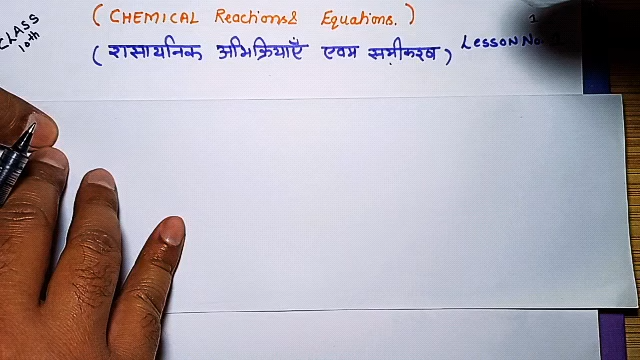 CLASS
10th
( CHEMICAL Reactions & Equations. )
( रासायनिक अभिक्रियाएँ एवम समीकरण ) Lesson No.